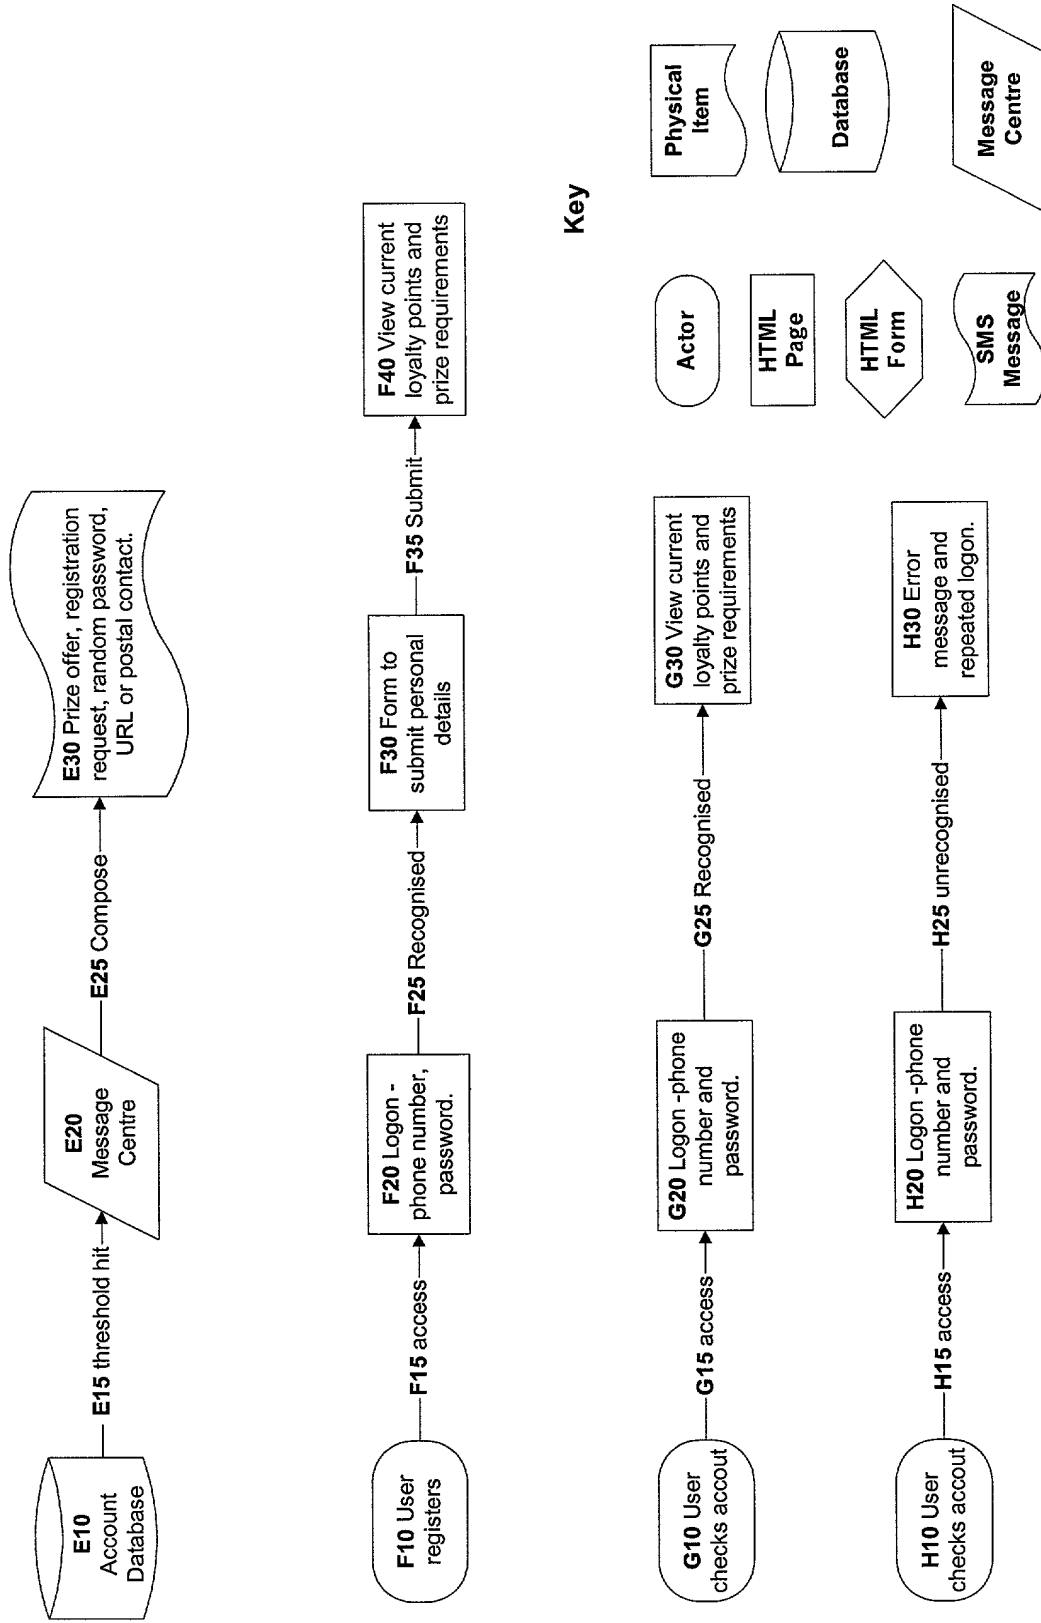 E10
Account
Database
E15 threshold hit
E20
Message
Centre
E25 Compose
E30 Prize offer, registration
request, random password,
URL or postal contact.
F10 User
registers
F15 access
F20 Logon -
phone number,
password.
F25 Recognised
F30 Form to
submit personal
details
F35 Submit
F40 View current
loyalty points and
prize requirements
G10 User
checks accout
G15 access
G20 Logon -phone
number and
password.
G25 Recognised
G30 View current
loyalty points and
prize requirements
H10 User
checks accout
H15 access
H20 Logon -phone
number and
password.
H25 unrecognised
H30 Error
message and
repeated logon.
Key
Actor
Physical
Item
HTML
Page
Database
HTML
Form
SMS
Message
Message
Centre